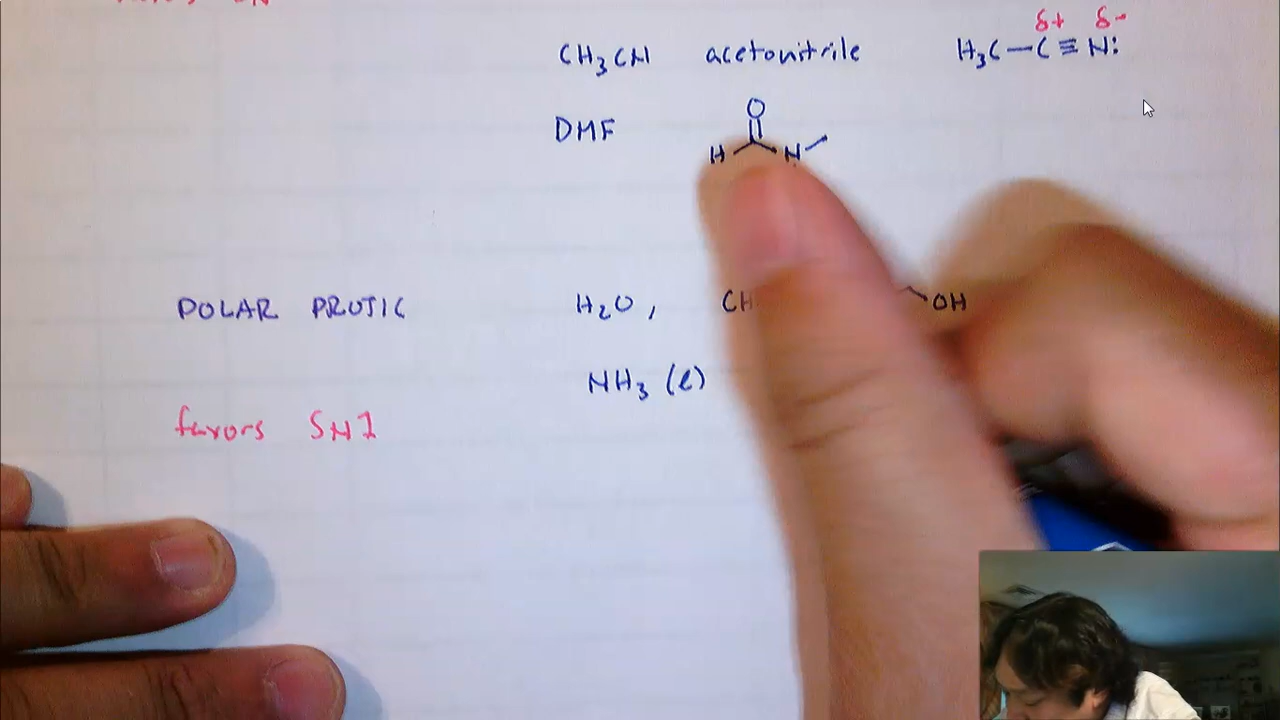 δ+ δ-
CH3CN acetonitrile H3C-C≡N:
O
DMF
H N
POLAR PROTIC H2O, CH OH
NH3 (l)
favors SN1